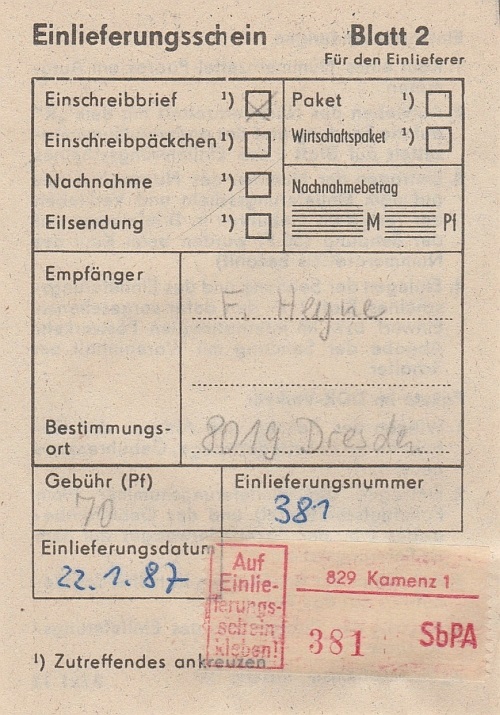 Einlieferungsschein Blatt 2
Für den Einlieferer
Einschreibbrief ¹)
Paket ¹)
Einschreibpäckchen ¹)
Wirtschaftspaket ¹)
Nachnahme ¹)
Nachnahmebetrag
Eilsendung ¹)
M Pf
Empfänger
F. Heyne
Bestimmungs-
ort
8019 Dresden
Gebühr (Pf)
70
Einlieferungsnummer
381
Einlieferungsdatum
22.1.87
Auf
Einlie-
ferungs-
schein
kleben!
829 Kamenz 1
381 SbPA
¹) Zutreffendes ankreuzen